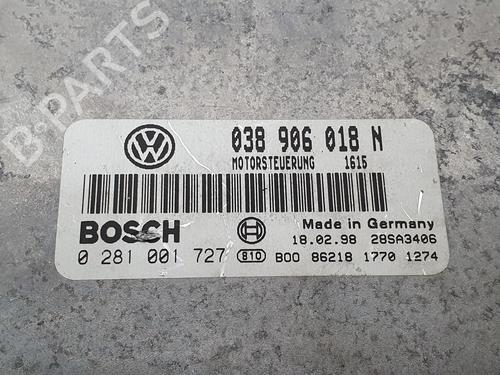 B-PARTS
038 906 018 N
MOTORSTEUERUNG 1615
BOSCH
Made in Germany
18.02.98 28SA3406
0 281 001 727 810 B00 86218 1770 1274